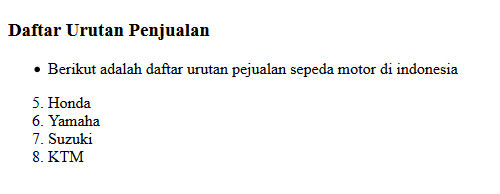 Daftar Urutan Penjualan
• Berikut adalah daftar urutan pejualan sepeda motor di indonesia
5. Honda
6. Yamaha
7. Suzuki
8. KTM